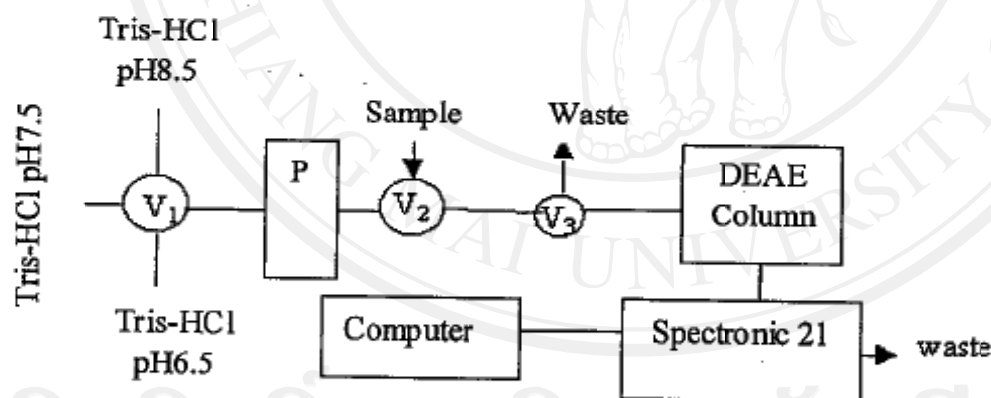 Tris-HCl
pH8.5
Tris-HCl pH7.5
Sample
Waste
V1
P
V2
V3
DEAE
Column
Tris-HCl
pH6.5
Computer
Spectronic 21
waste